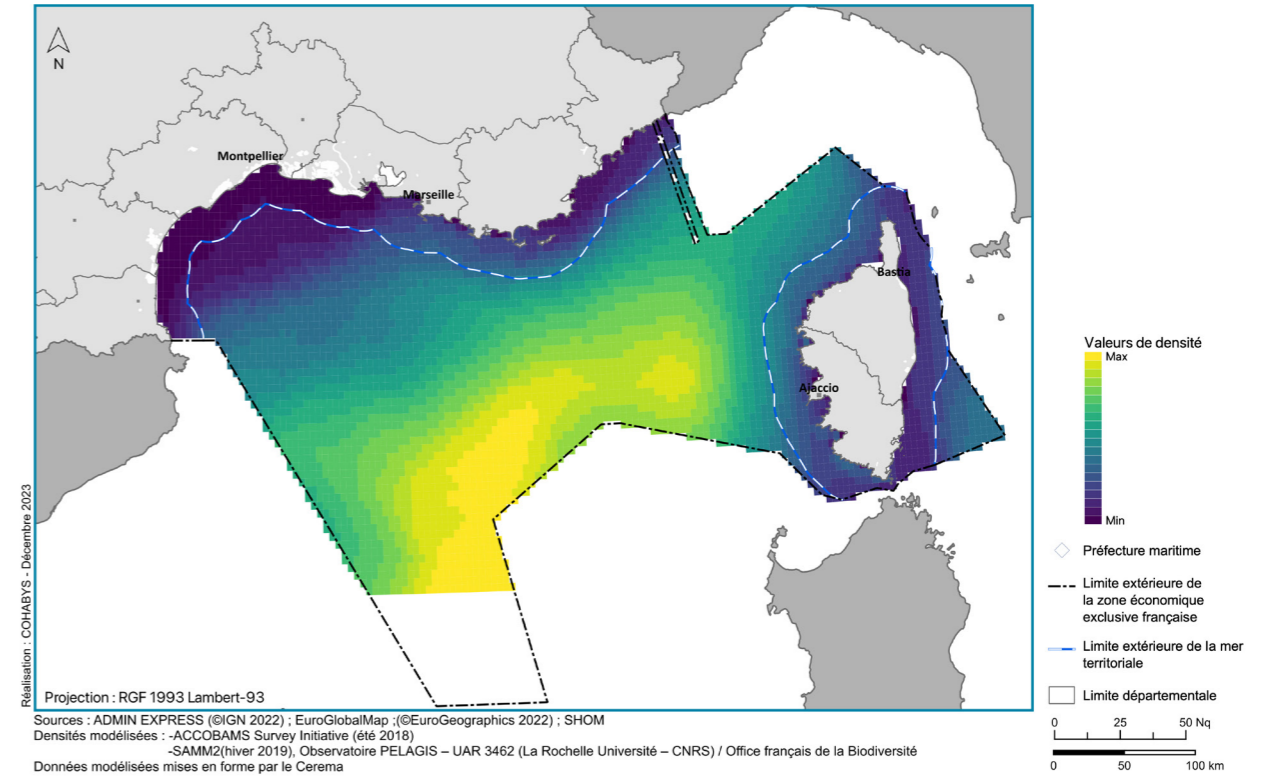 N
Montpellier
Marseille
Bastia
Ajaccio
Réalisation : COHABYS - Décembre 2023
Projection : RGF 1993 Lambert-93
Sources : ADMIN EXPRESS (©IGN 2022) ; EuroGlobalMap ;(©EuroGeographics 2022) ; SHOM
Densités modélisées : -ACCOBAMS Survey Initiative (été 2018)
-SAMM2(hiver 2019), Observatoire PELAGIS – UAR 3462 (La Rochelle Université – CNRS) / Office français de la Biodiversité
Données modélisées mises en forme par le Cerema
Valeurs de densité
Max
Min
Préfecture maritime
Limite extérieure de
la zone économique
exclusive française
Limite extérieure de la mer
territoriale
Limite départementale
0 25 50 Nq
0 50 100 km